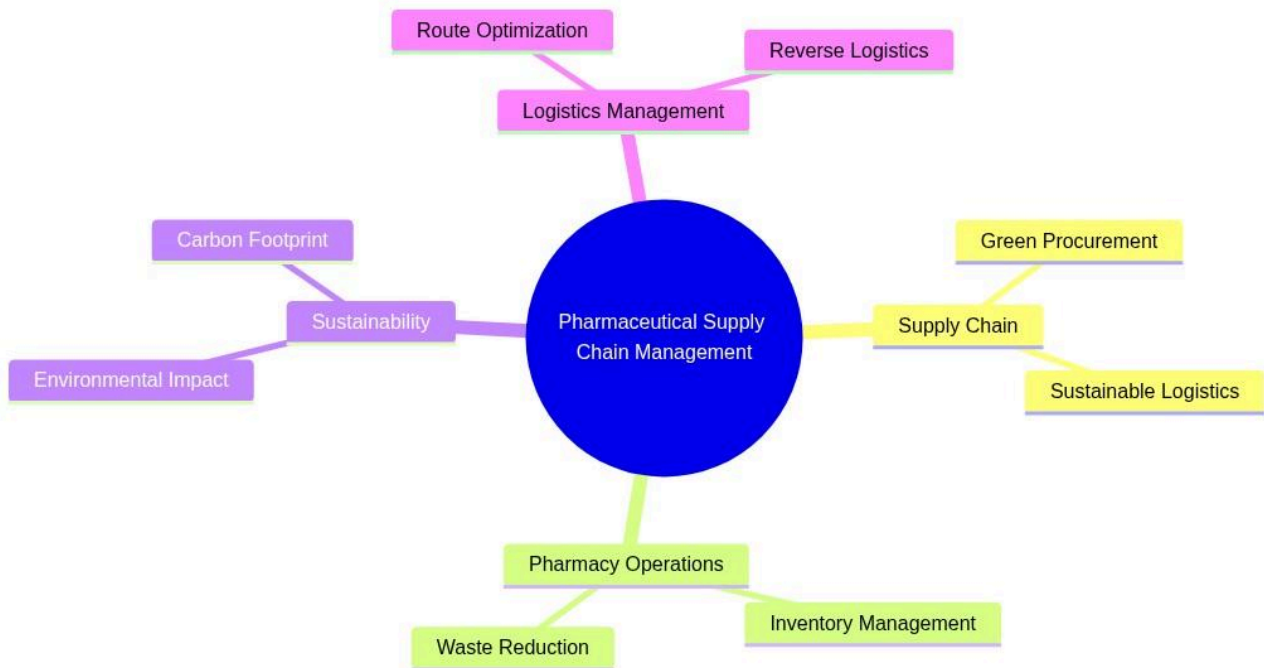 Route Optimization
Reverse Logistics
Logistics Management
Carbon Footprint
Green Procurement
Sustainability
Pharmaceutical Supply
Chain Management
Supply Chain
Environmental Impact
Sustainable Logistics
Pharmacy Operations
Inventory Management
Waste Reduction